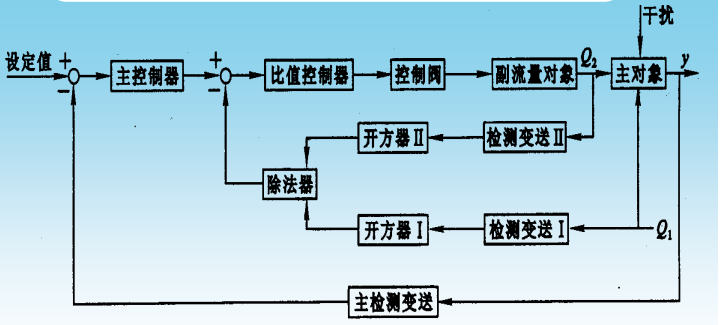 干扰
设定值 + − 主控制器 + − 比值控制器 控制阀 副流量对象 Q₂ 主对象 y
开方器Ⅱ 检测变送Ⅱ
除法器
开方器Ⅰ 检测变送Ⅰ Q₁
主检测变送